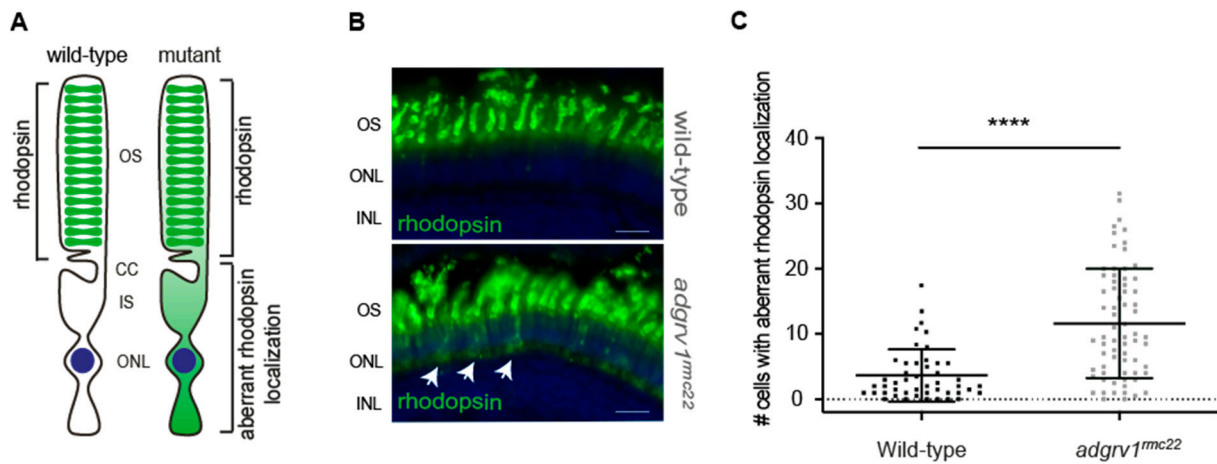 A
wild-type
mutant
rhodopsin
OS
CC
IS
ONL
rhodopsin
aberrant rhodopsin
localization
B
OS
ONL
INL
rhodopsin
wild-type
OS
ONL
INL
rhodopsin
adgrv1rmc22
C
# cells with aberrant rhodopsin localization
40
30
20
10
0
****
Wild-type
adgrv1rmc22